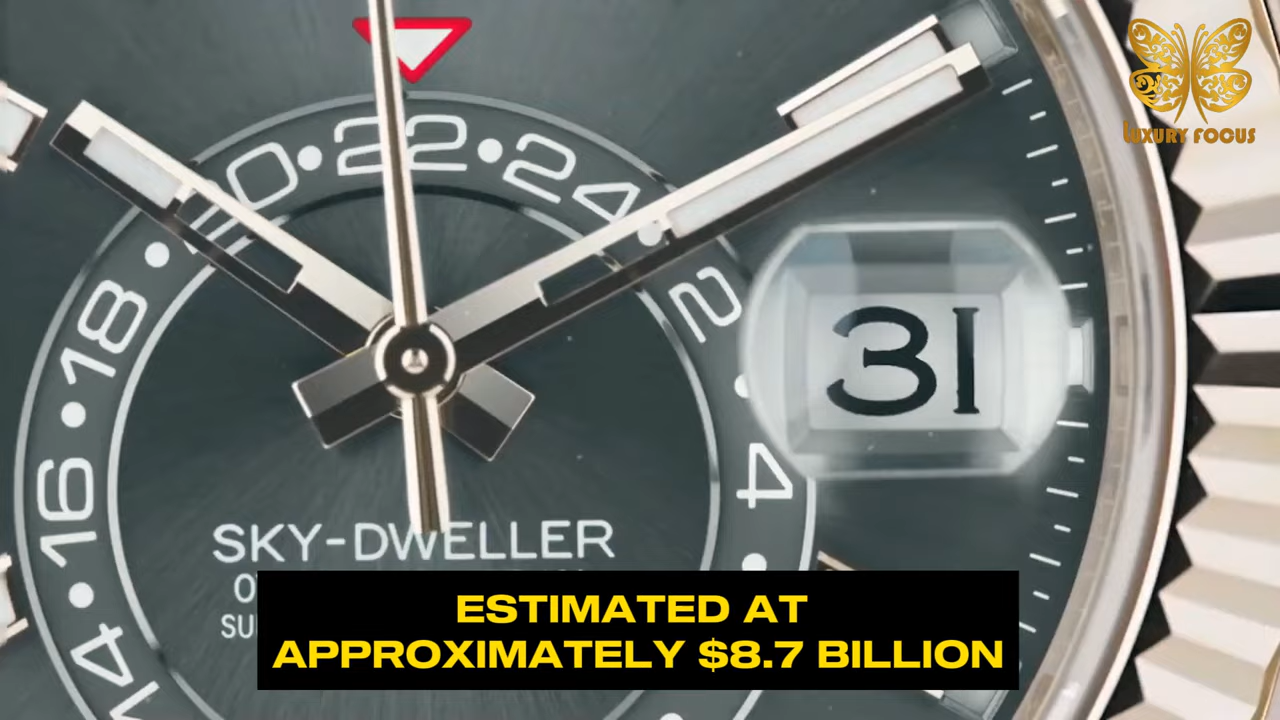 LUXURY FOCUS
20 • 22 • 24
2
31
18
4
16
SKY-DWELLER
14
ESTIMATED AT
APPROXIMATELY $8.7 BILLION